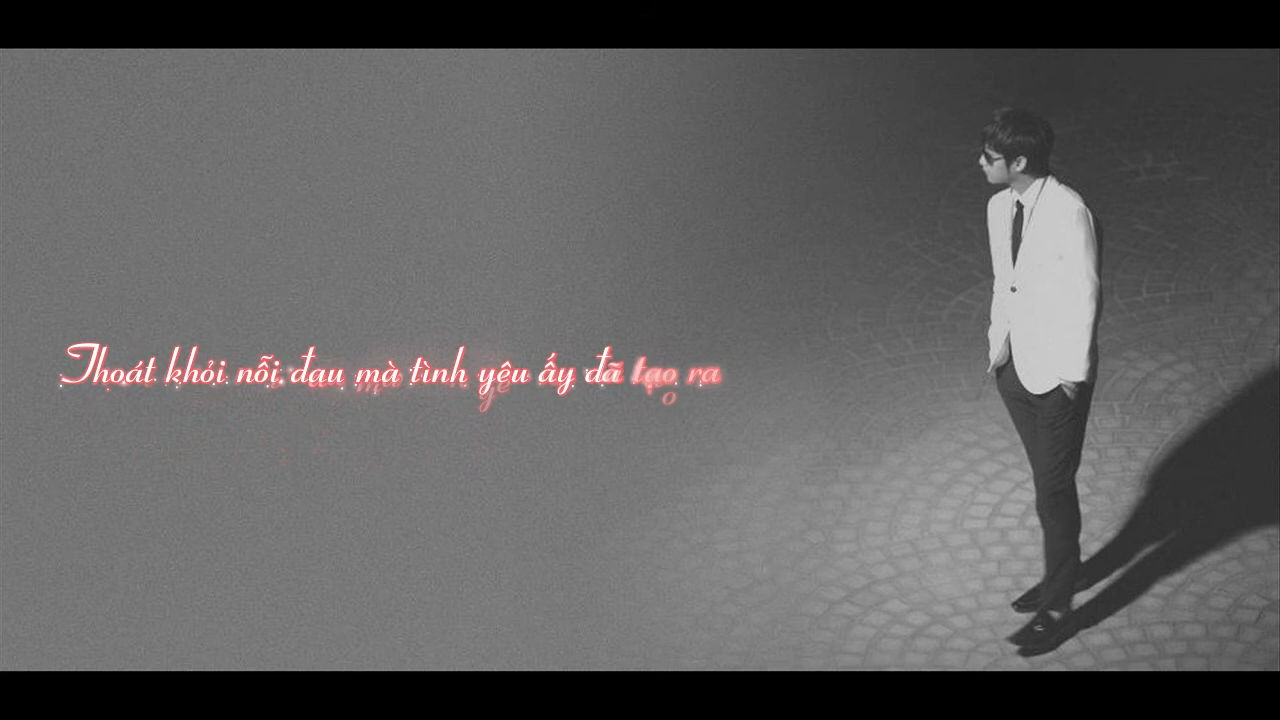 Thoát khỏi nỗi đau mà tình yêu ấy đã tạo ra